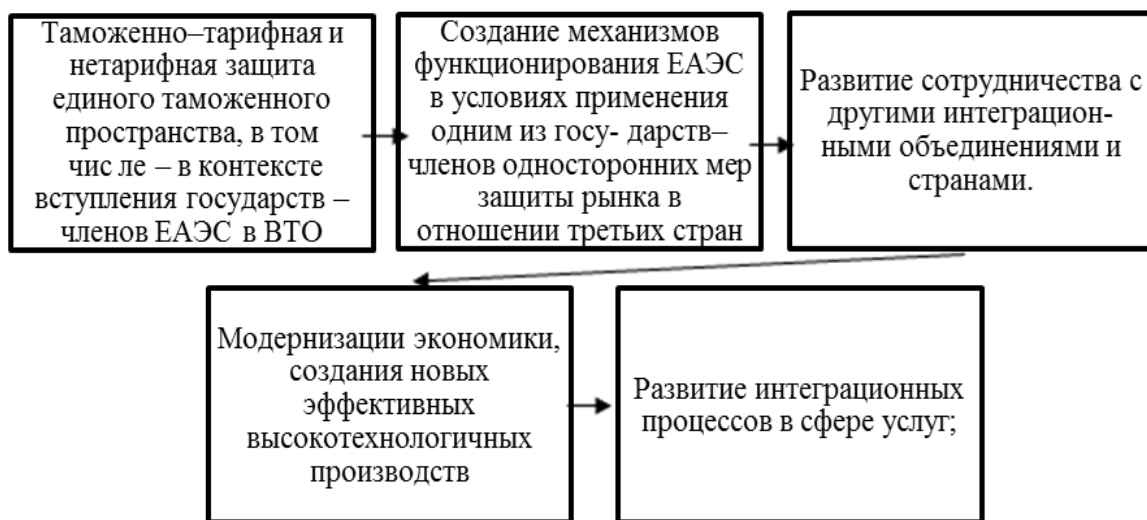 Таможенно–тарифная и
нетарифная защита
единого таможенного
пространства, в том
чис ле – в контексте
вступления государств –
членов ЕАЭС в ВТО
Создание механизмов
функционирования ЕАЭС
в условиях применения
одним из госу- дарств–
членов односторонних мер
защиты рынка в
отношении третьих стран
Развитие сотрудничества с
другими интеграцион-
ными объединениями и
странами.
Модернизации экономики,
создания новых
эффективных
высокотехнологичных
производств
Развитие интеграционных
процессов в сфере услуг;